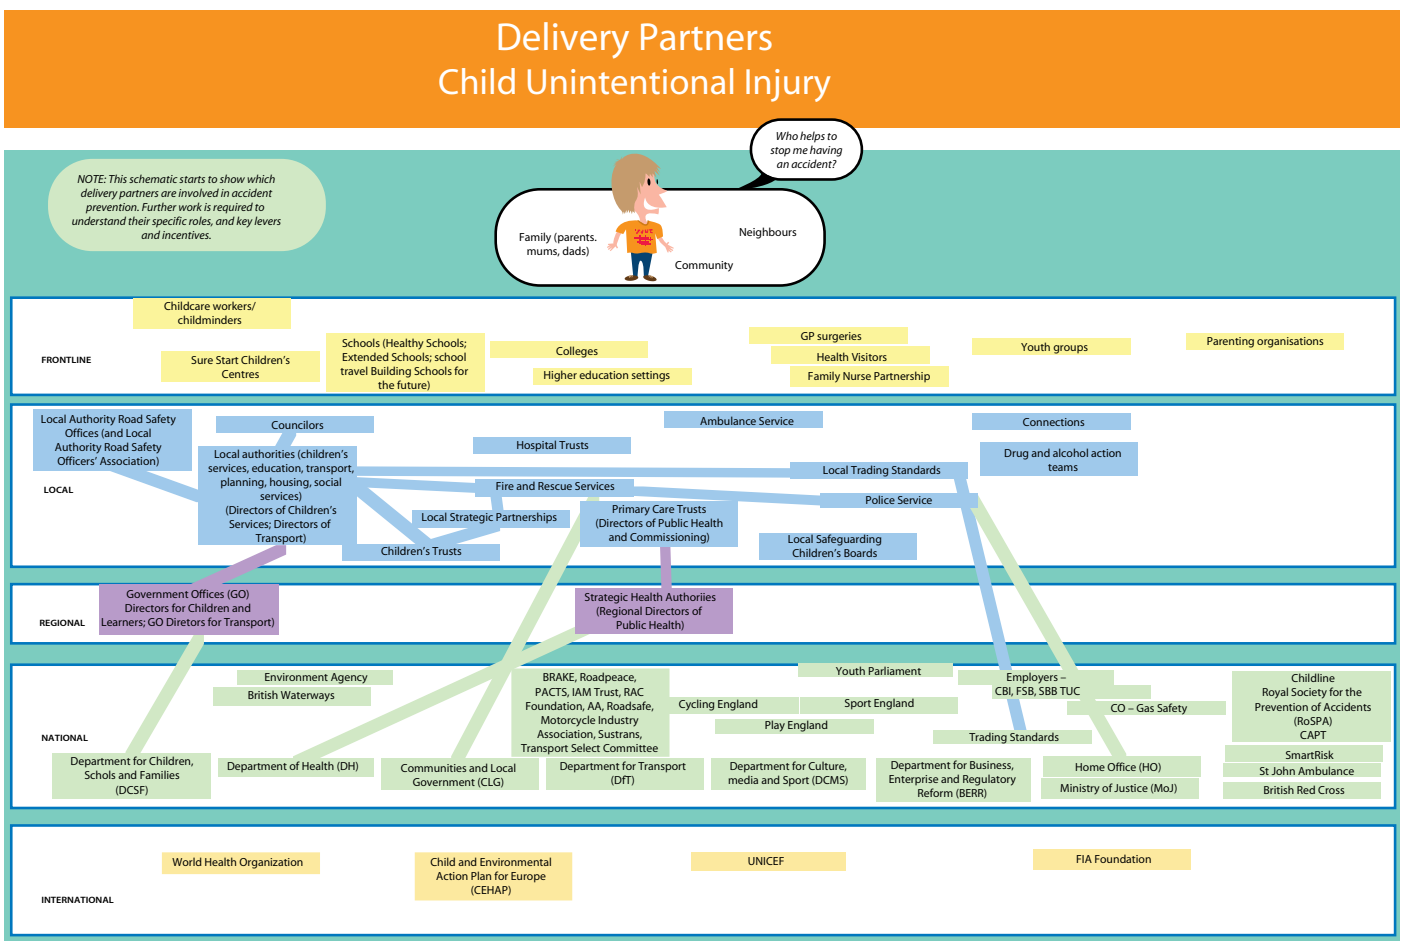 Delivery Partners
Child Unintentional Injury
Who helps to
stop me having
an accident?
NOTE: This schematic starts to show which
delivery partners are involved in accident
prevention. Further work is required to
understand their specific roles, and key levers
and incentives.
Family (parents.
mums, dads)
Neighbours
Community
FRONTLINE
Childcare workers/
childminders
Sure Start Children's
Centres
Schools (Healthy Schools;
Extended Schools; school
travel Building Schools for
the future)
Colleges
Higher education settings
GP surgeries
Health Visitors
Family Nurse Partnership
Youth groups
Parenting organisations
LOCAL
Local Authority Road Safety
Offices (and Local
Authority Road Safety
Officers' Association)
Councilors
Local authorities (children's
services, education, transport,
planning, housing, social
services)
(Directors of Children's
Services; Directors of
Transport)
Hospital Trusts
Fire and Rescue Services
Local Strategic Partnerships
Children's Trusts
Ambulance Service
Primary Care Trusts
(Directors of Public Health
and Commissioning)
Local Trading Standards
Police Service
Local Safeguarding
Children's Boards
Connections
Drug and alcohol action
teams
REGIONAL
Government Offices (GO)
Directors for Children and
Learners; GO Diretors for Transport)
Strategic Health Authoriies
(Regional Directors of
Public Health)
NATIONAL
Environment Agency
British Waterways
BRAKE, Roadpeace,
PACTS, IAM Trust, RAC
Foundation, AA, Roadsafe,
Motorcycle Industry
Association, Sustrans,
Transport Select Committee
Youth Parliament
Cycling England
Sport England
Play England
Employers –
CBI, FSB, SBB TUC
CO – Gas Safety
Trading Standards
Childline
Royal Society for the
Prevention of Accidents
(RoSPA)
CAPT
SmartRisk
St John Ambulance
British Red Cross
Department for Children,
Schols and Families
(DCSF)
Department of Health (DH)
Communities and Local
Government (CLG)
Department for Transport
(DfT)
Department for Culture,
media and Sport (DCMS)
Department for Business,
Enterprise and Regulatory
Reform (BERR)
Home Office (HO)
Ministry of Justice (MoJ)
INTERNATIONAL
World Health Organization
Child and Environmental
Action Plan for Europe
(CEHAP)
UNICEF
FIA Foundation